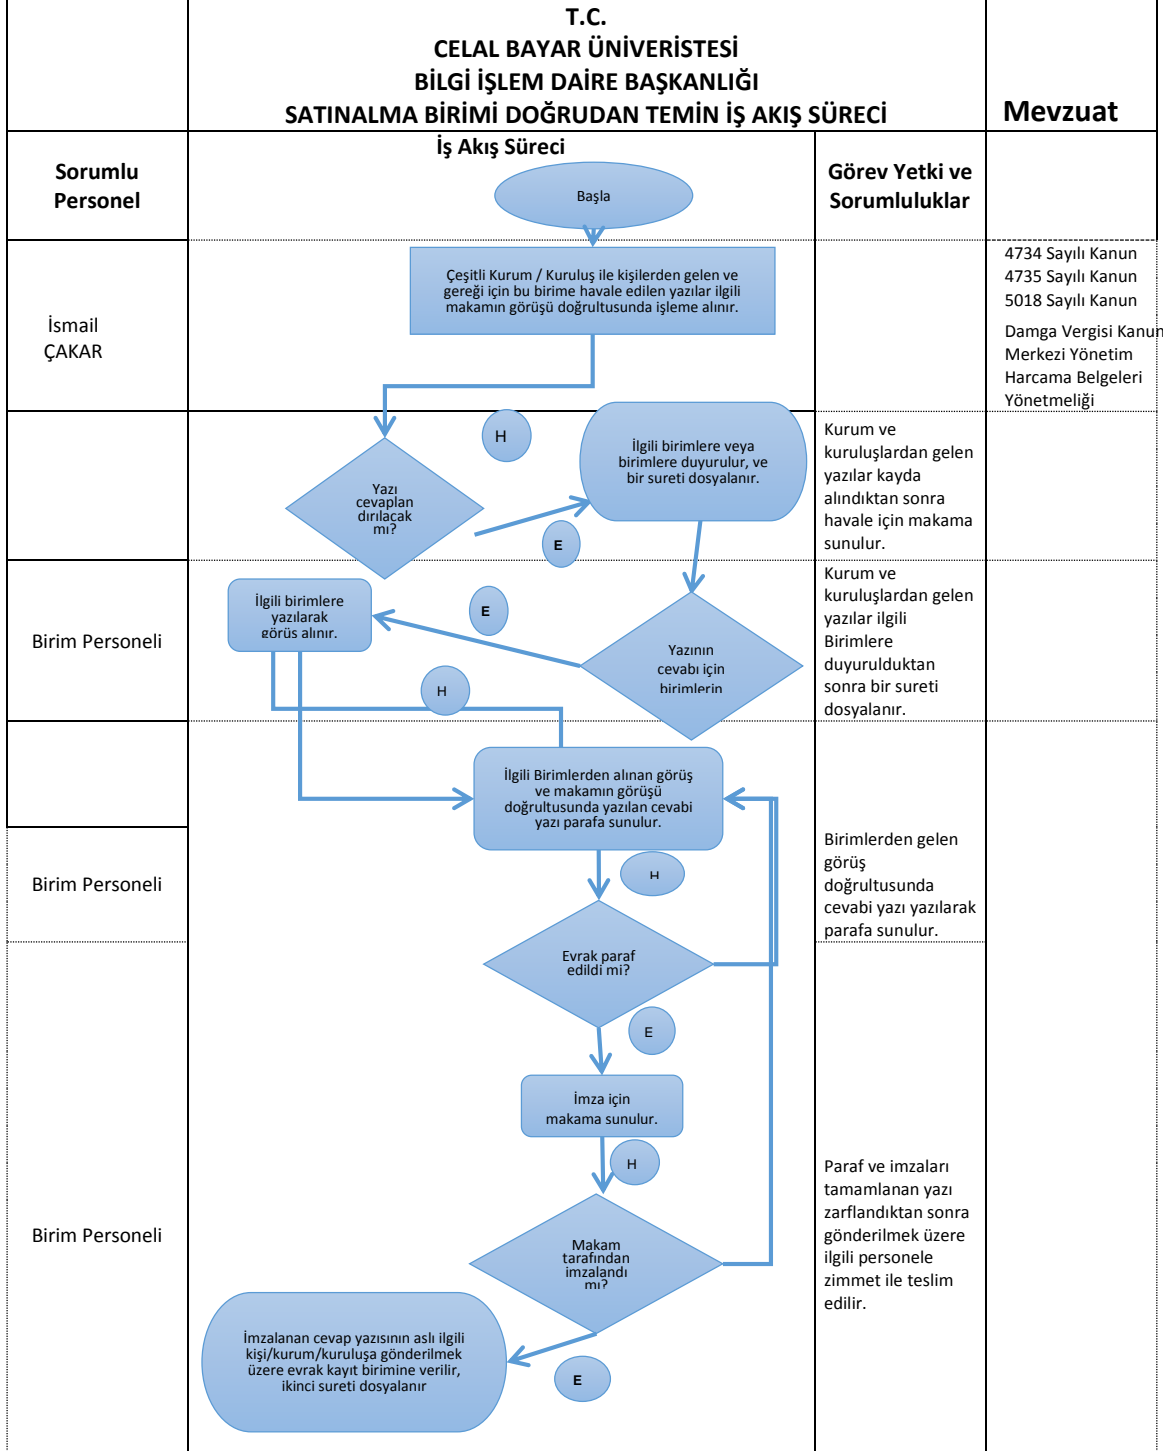 T.C.
CELAL BAYAR ÜNİVERİSTESİ
BİLGİ İŞLEM DAİRE BAŞKANLIĞI
SATINALMA BİRİMİ DOĞRUDAN TEMİN İŞ AKIŞ SÜRECİ
Mevzuat
Sorumlu
Personel
İş Akış Süreci
Görev Yetki ve
Sorumluluklar
Başla
İsmail
ÇAKAR
Çeşitli Kurum / Kuruluş ile kişilerden gelen ve
gereği için bu birime havale edilen yazılar ilgili
makamın görüşü doğrultusunda işleme alınır.
4734 Sayılı Kanun
4735 Sayılı Kanun
5018 Sayılı Kanun
Damga Vergisi Kanun
Merkezi Yönetim
Harcama Belgeleri
Yönetmeliği
H
Yazı
cevaplan
dırılacak
mı?
E
İlgili birimlere veya
birimlere duyurulur, ve
bir sureti dosyalanır.
Kurum ve
kuruluşlardan gelen
yazılar kayda
alındıktan sonra
havale için makama
sunulur.
Birim Personeli
İlgili birimlere
yazılarak
görüş alınır.
E
Yazının
cevabı için
birimlerin
H
Kurum ve
kuruluşlardan gelen
yazılar ilgili
Birimlere
duyurulduktan
sonra bir sureti
dosyalanır.
İlgili Birimlerden alınan görüş
ve makamın görüşü
doğrultusunda yazılan cevabi
yazı parafa sunulur.
Birim Personeli
H
Birimlerden gelen
görüş
doğrultusunda
cevabi yazı yazılarak
parafa sunulur.
Evrak paraf
edildi mi?
E
İmza için
makama sunulur.
H
Birim Personeli
Makam
tarafından
imzalandı
mı?
Paraf ve imzaları
tamamlanan yazı
zarflandıktan sonra
gönderilmek üzere
ilgili personele
zimmet ile teslim
edilir.
İmzalanan cevap yazısının aslı ilgili
kişi/kurum/kuruluşa gönderilmek
üzere evrak kayıt birimine verilir,
ikinci sureti dosyalanır
E